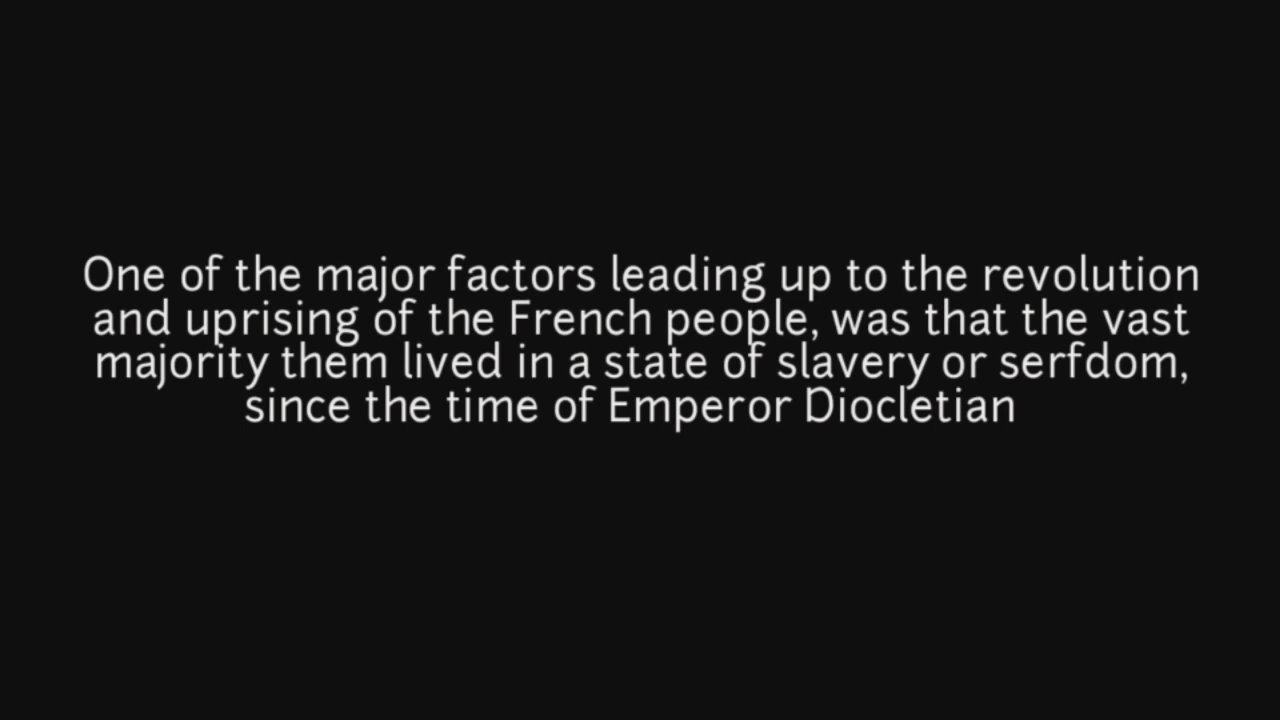 One of the major factors leading up to the revolution
and uprising of the French people, was that the vast
majority them lived in a state of slavery or serfdom,
since the time of Emperor Diocletian